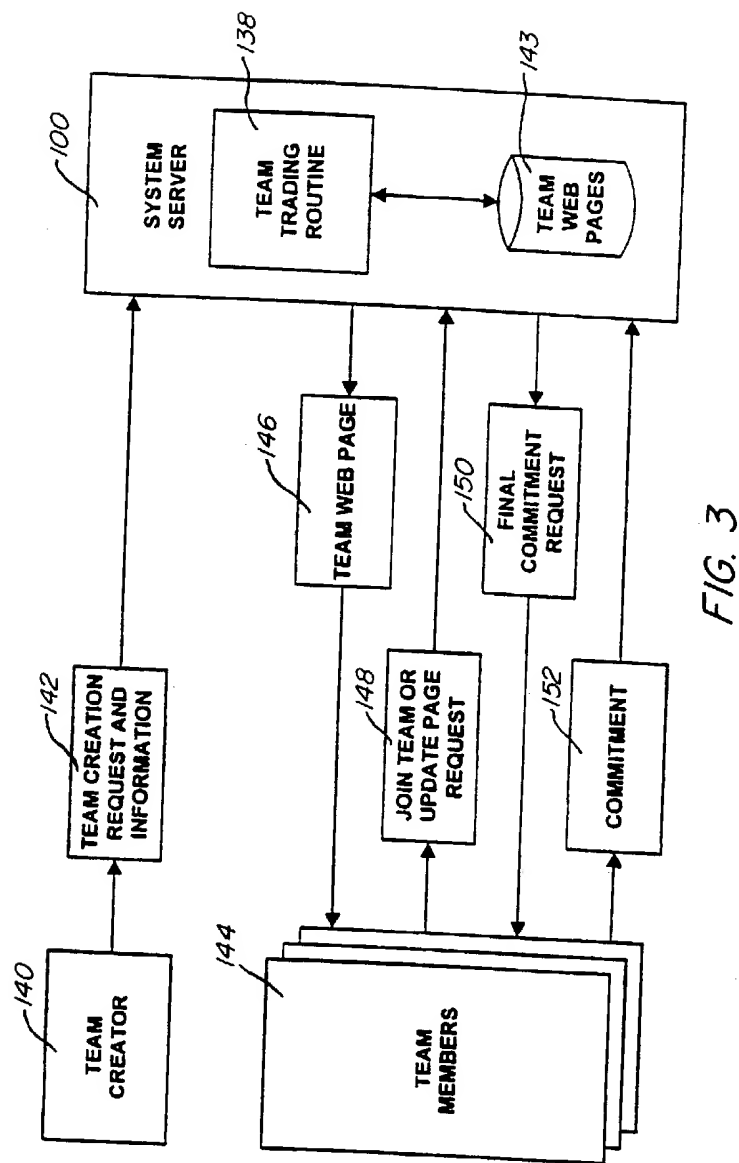 140
TEAM
CREATOR
142
TEAM CREATION
REQUEST AND
INFORMATION
100
SYSTEM
SERVER
138
TEAM
TRADING
ROUTINE
143
TEAM
WEB
PAGES
144
TEAM
MEMBERS
146
TEAM WEB PAGE
148
JOIN TEAM OR
UPDATE PAGE
REQUEST
150
FINAL
COMMITMENT
REQUEST
152
COMMITMENT
FIG. 3